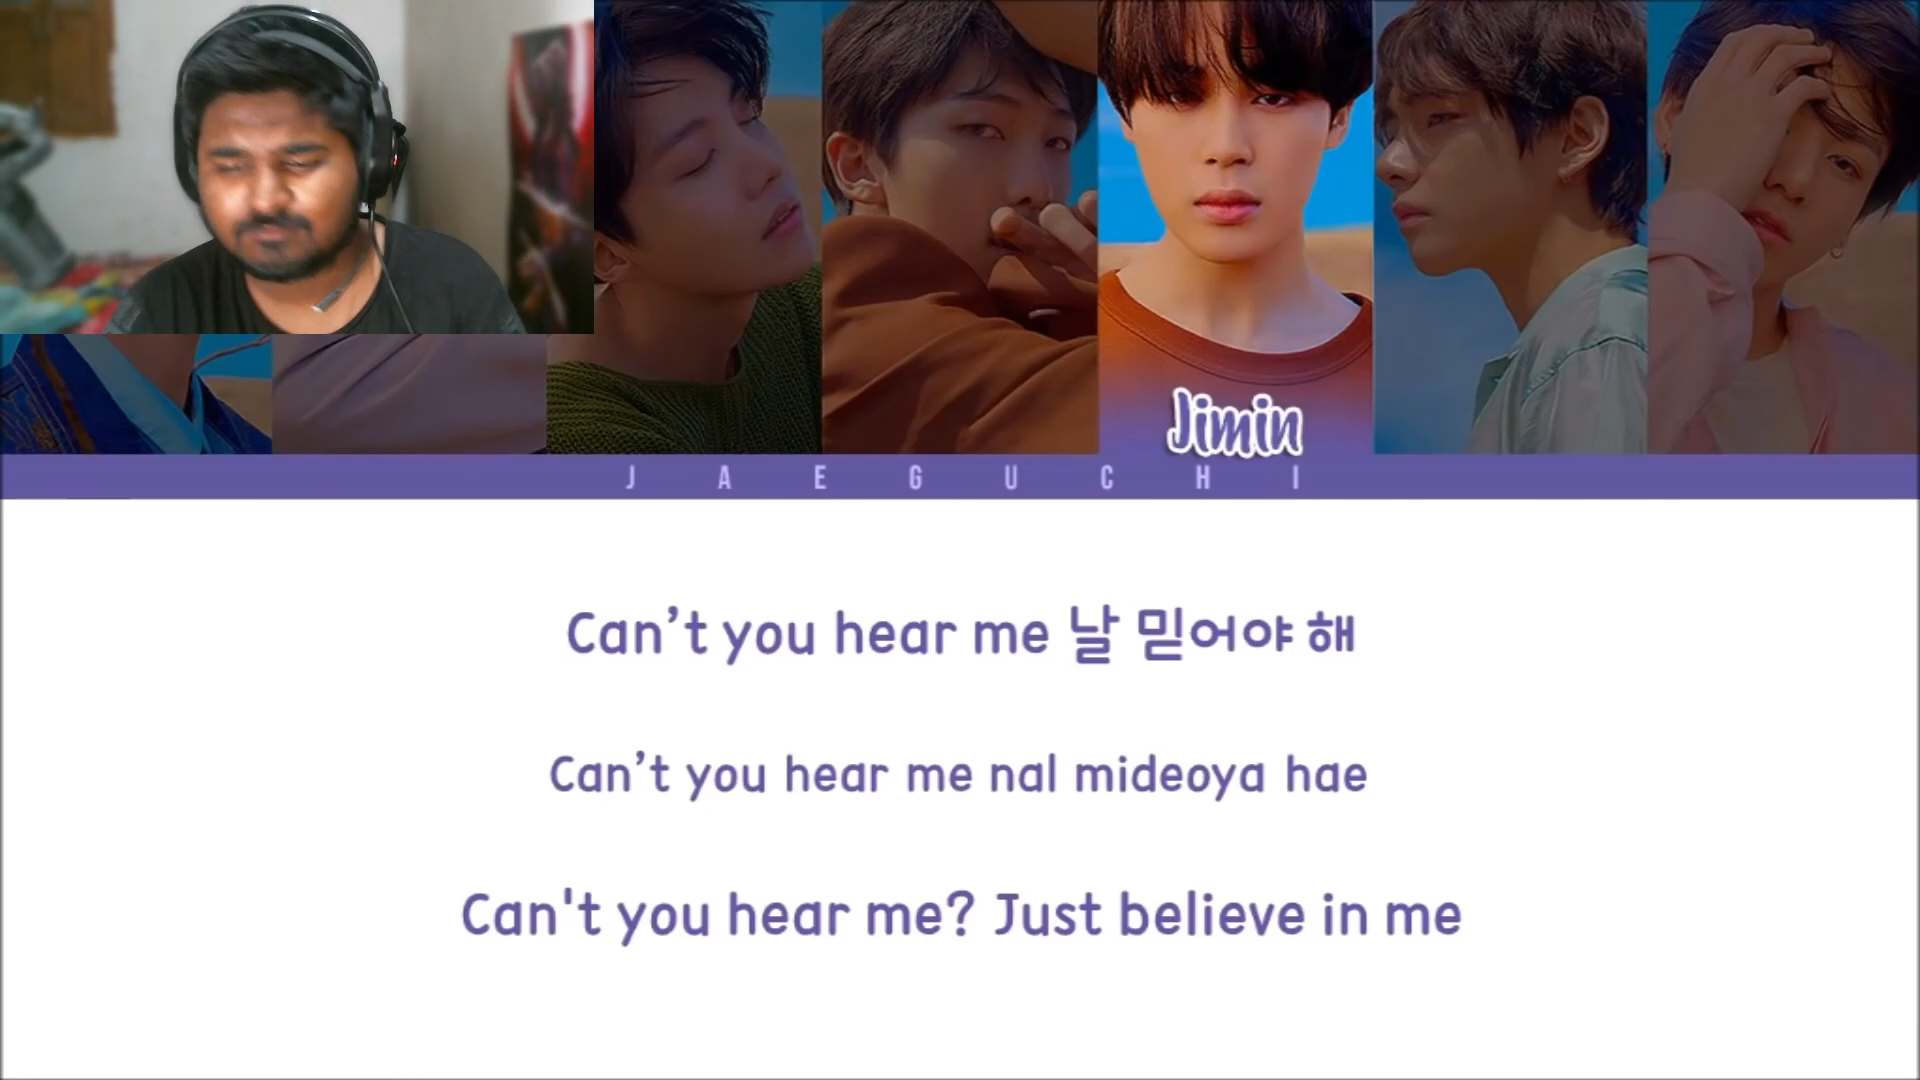 Jimin
JAEGUCHI
Can’t you hear me 날 믿어야 해
Can’t you hear me nal mideoya hae
Can't you hear me? Just believe in me